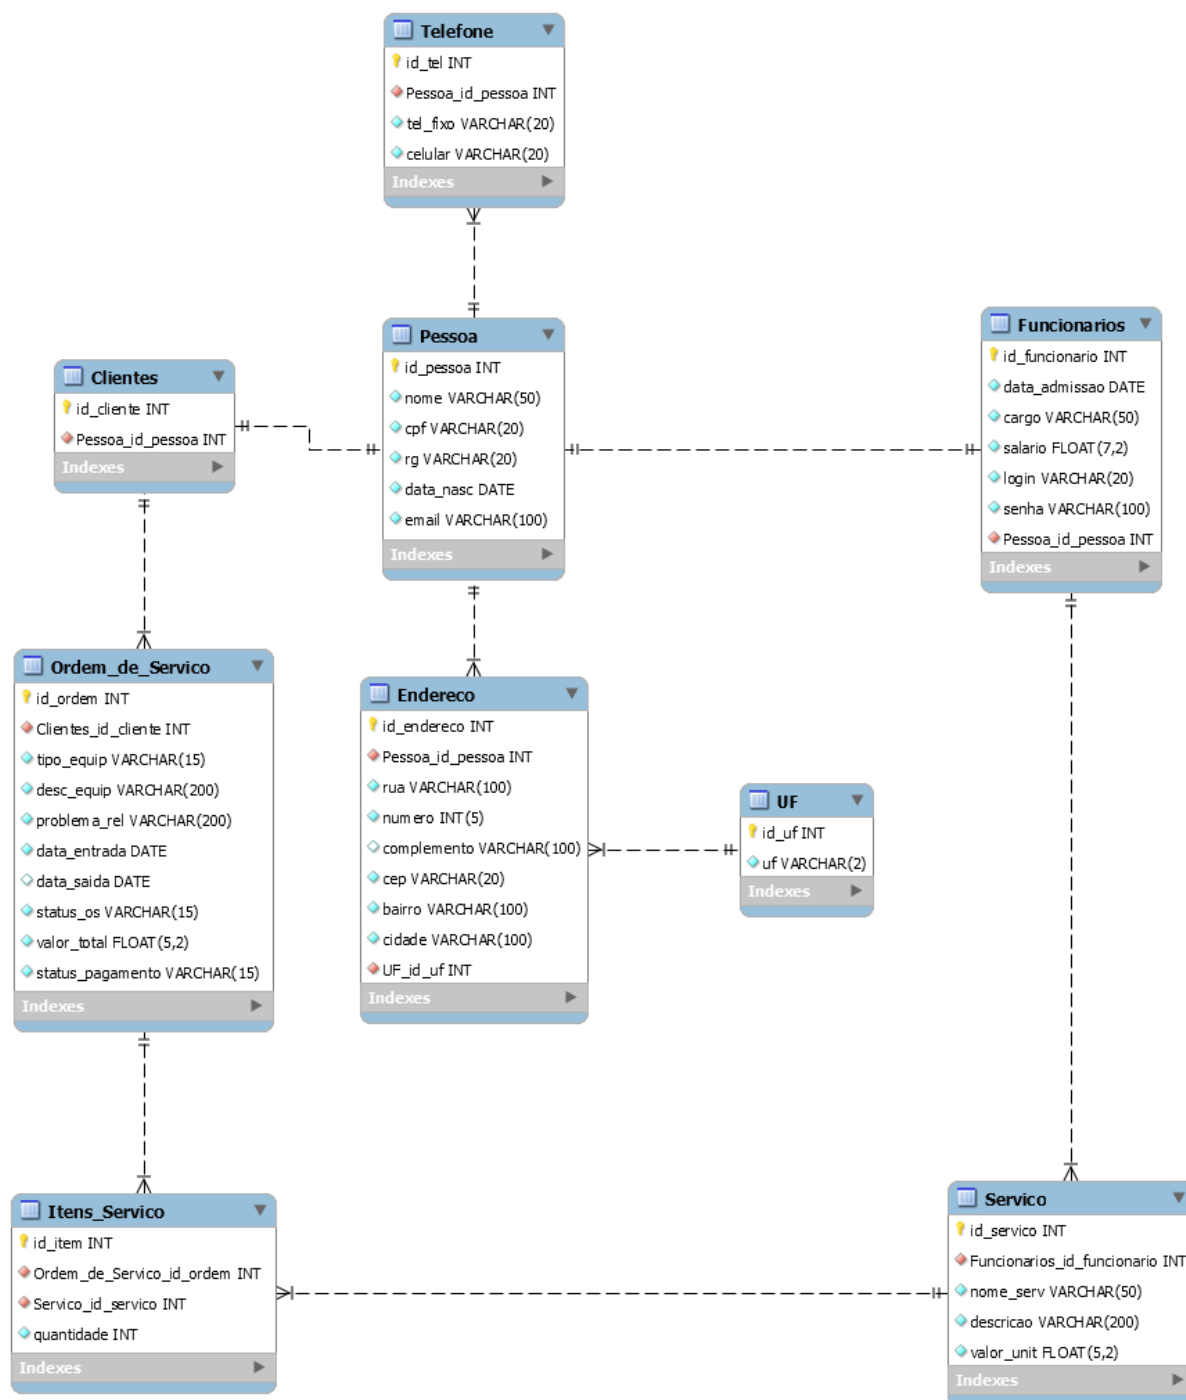 Telefone
id_tel INT
Pessoa_id_pessoa INT
tel_fixo VARCHAR(20)
celular VARCHAR(20)
Indexes
Pessoa
id_pessoa INT
nome VARCHAR(50)
cpf VARCHAR(20)
rg VARCHAR(20)
data_nasc DATE
email VARCHAR(100)
Indexes
Funcionarios
id_funcionario INT
data_admissao DATE
cargo VARCHAR(50)
salario FLOAT(7,2)
login VARCHAR(20)
senha VARCHAR(100)
Pessoa_id_pessoa INT
Indexes
Clientes
id_cliente INT
Pessoa_id_pessoa INT
Indexes
Ordem_de_Servico
id_ordem INT
Clientes_id_cliente INT
tipo_equip VARCHAR(15)
desc_equip VARCHAR(200)
problema_rel VARCHAR(200)
data_entrada DATE
data_saida DATE
status_os VARCHAR(15)
valor_total FLOAT(5,2)
status_pagamento VARCHAR(15)
Indexes
Endereco
id_endereco INT
Pessoa_id_pessoa INT
rua VARCHAR(100)
numero INT(5)
complemento VARCHAR(100)
cep VARCHAR(20)
bairro VARCHAR(100)
cidade VARCHAR(100)
UF_id_uf INT
Indexes
UF
id_uf INT
uf VARCHAR(2)
Indexes
Itens_Servico
id_item INT
Ordem_de_Servico_id_ordem INT
Servico_id_servico INT
quantidade INT
Indexes
Servico
id_servico INT
Funcionarios_id_funcionario INT
nome_serv VARCHAR(50)
descricao VARCHAR(200)
valor_unit FLOAT(5,2)
Indexes